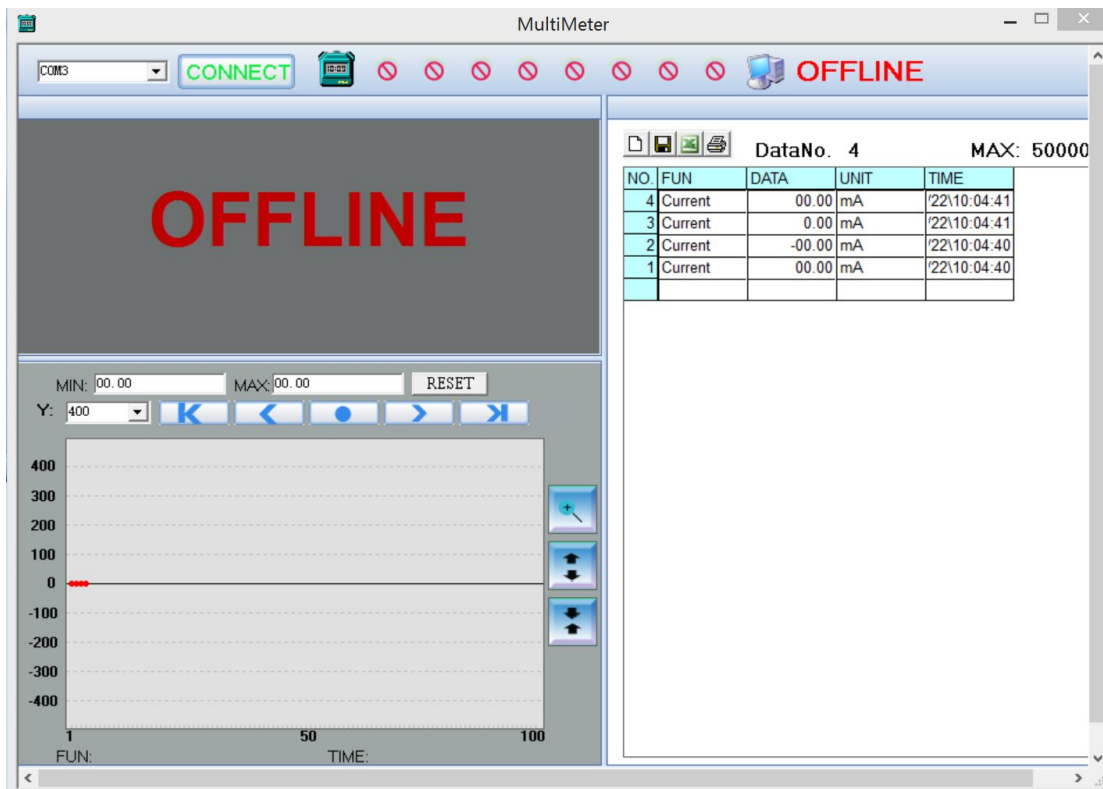 MultiMeter
COM3 CONNECT OFFLINE
OFFLINE
DataNo. 4 MAX: 50000
NO. FUN DATA UNIT TIME
4 Current 00.00 mA '22\10:04:41
3 Current 0.00 mA '22\10:04:41
2 Current -00.00 mA '22\10:04:40
1 Current 00.00 mA '22\10:04:40
MIN: 00.00 MAX: 00.00 RESET
Y: 400
400
300
200
100
0
-100
-200
-300
-400
1 50 100
FUN: TIME: